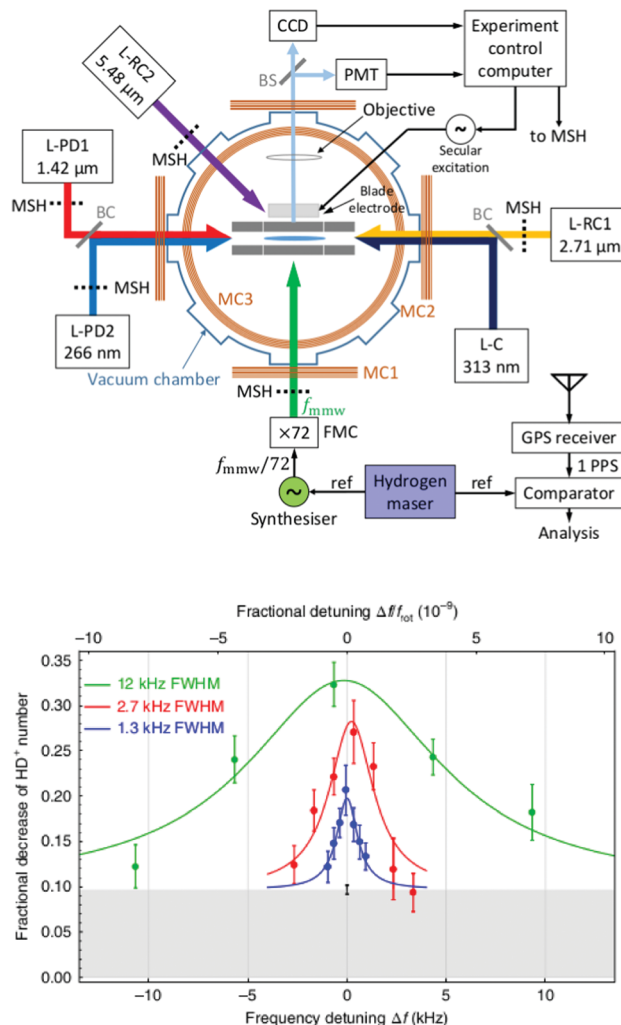 CCD
BS
PMT
Experiment
control
computer
L-RC2
5.48 µm
MSH
Objective
Secular
excitation
to MSH
L-PD1
1.42 µm
MSH
BC
Blade
electrode
BC
MSH
L-RC1
2.71 µm
MSH
L-PD2
266 nm
MC3
MC2
L-C
313 nm
Vacuum chamber
MC1
MSH
fmmw
×72
FMC
GPS receiver
1 PPS
fmmw/72
ref
Hydrogen
maser
ref
Comparator
Synthesiser
Analysis
Fractional detuning Δf/frot (10⁻⁹)
−10 −5 0 5 10
0.35
0.30
0.25
0.20
0.15
0.10
0.05
0.00
Fractional decrease of HD⁺ number
12 kHz FWHM
2.7 kHz FWHM
1.3 kHz FWHM
−10 −5 0 5 10
Frequency detuning Δf (kHz)